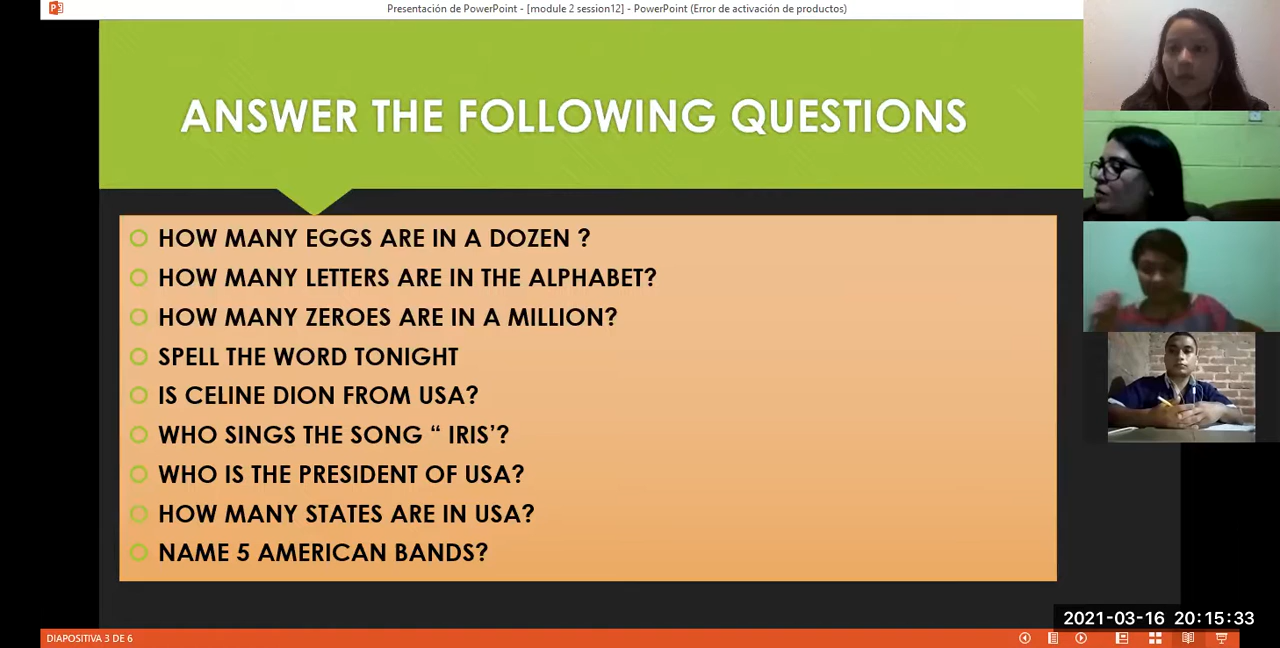 Presentación de PowerPoint - [module 2 session12] - PowerPoint (Error de activación de productos)
ANSWER THE FOLLOWING QUESTIONS
HOW MANY EGGS ARE IN A DOZEN ?
HOW MANY LETTERS ARE IN THE ALPHABET?
HOW MANY ZEROES ARE IN A MILLION?
SPELL THE WORD TONIGHT
IS CELINE DION FROM USA?
WHO SINGS THE SONG “ IRIS’?
WHO IS THE PRESIDENT OF USA?
HOW MANY STATES ARE IN USA?
NAME 5 AMERICAN BANDS?
2021-03-16 20:15:33
DIAPOSITIVA 3 DE 6